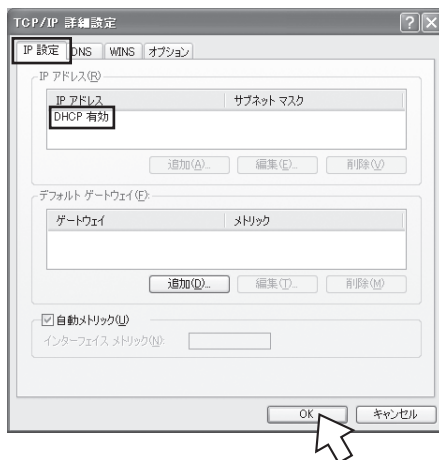 TCP/IP 詳細設定
IP 設定 DNS WINS オプション
IP アドレス(R)
IP アドレス サブネット マスク
DHCP 有効
追加(A)... 編集(E)... 削除(V)
デフォルト ゲートウェイ(F):
ゲートウェイ メトリック
追加(D)... 編集(T)... 削除(M)
自動メトリック(U)
インターフェイス メトリック(N):
OK キャンセル